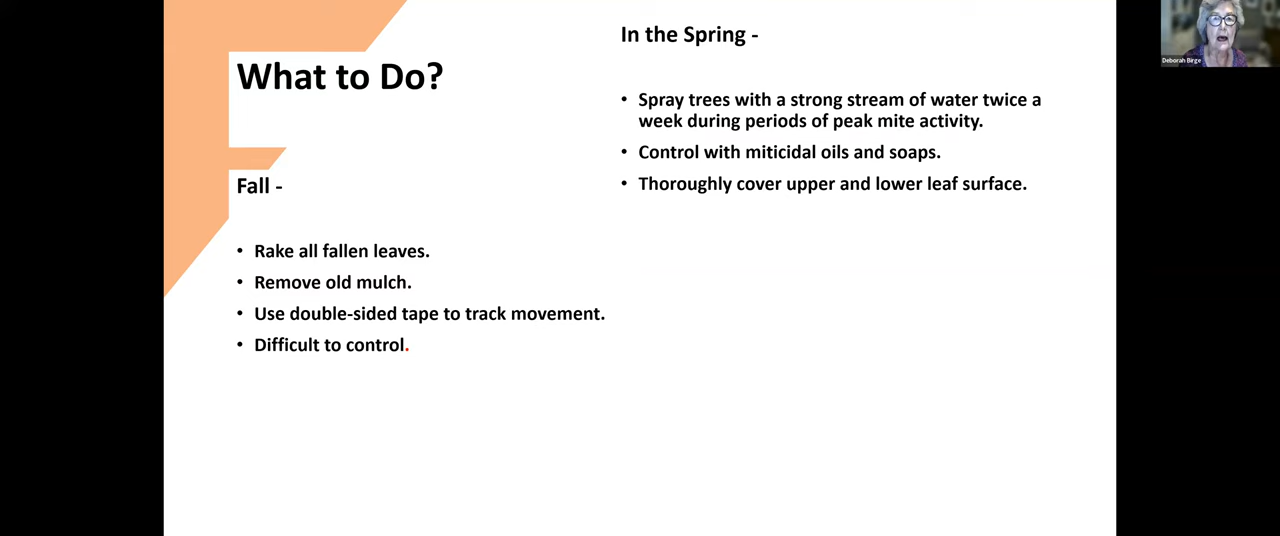 What to Do?
Fall -
• Rake all fallen leaves.
• Remove old mulch.
• Use double-sided tape to track movement.
• Difficult to control.
In the Spring -
• Spray trees with a strong stream of water twice a
week during periods of peak mite activity.
• Control with miticidal oils and soaps.
• Thoroughly cover upper and lower leaf surface.
Deborah Birge